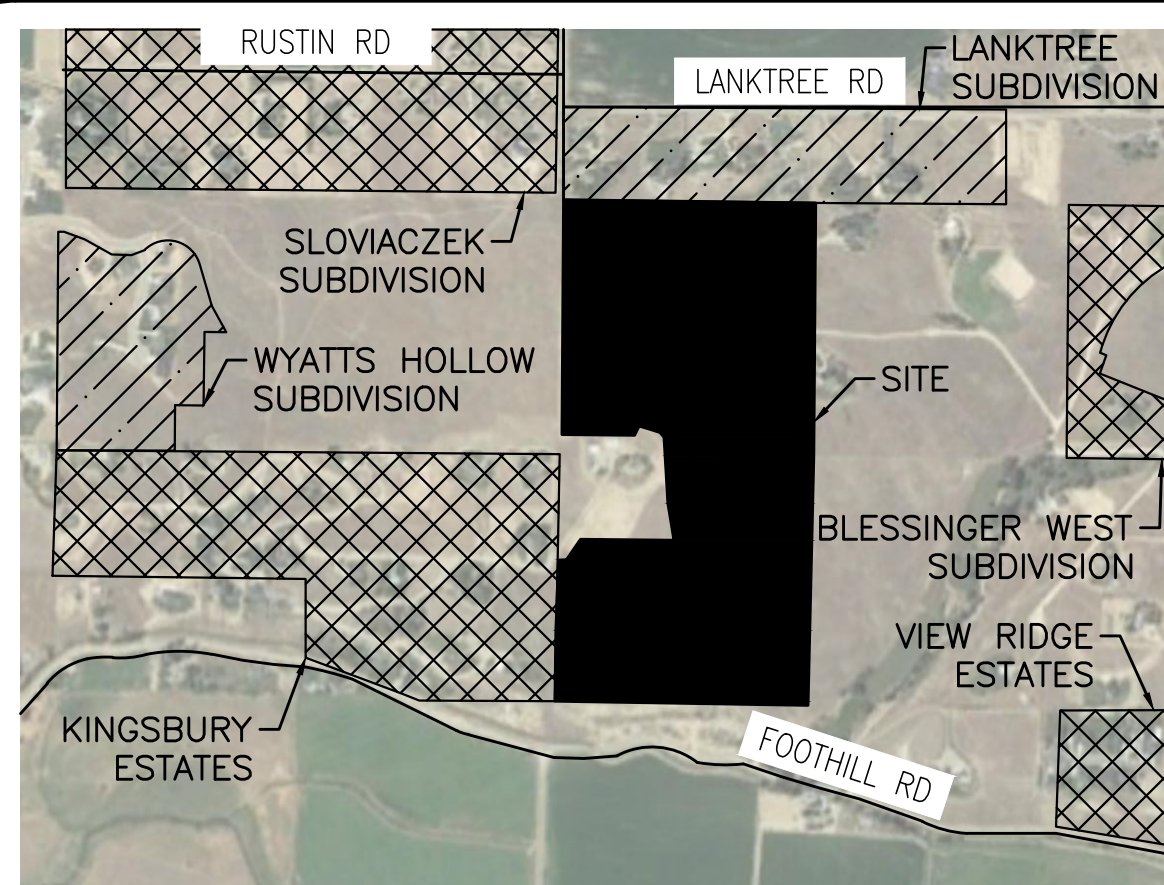 RUSTIN RD
LANKTREE
SUBDIVISION
LANKTREE RD
SLOVIACZEK
SUBDIVISION
WYATTS HOLLOW
SUBDIVISION
SITE
BLESSINGER WEST
SUBDIVISION
VIEW RIDGE
ESTATES
KINGSBURY
ESTATES
FOOTHILL RD